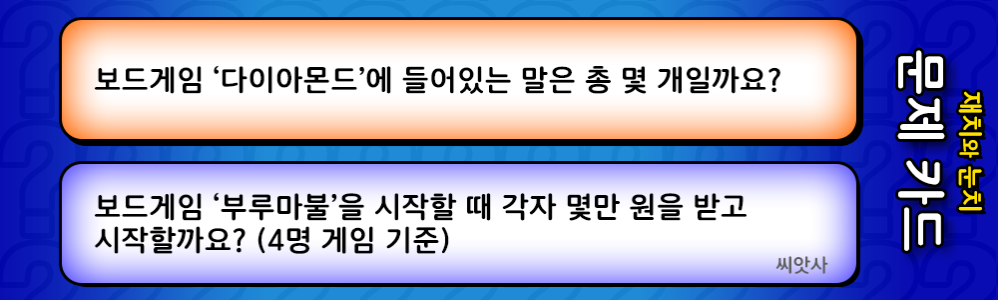 보드게임 ‘다이아몬드’에 들어있는 말은 총 몇 개일까요?
보드게임 ‘부루마불’을 시작할 때 각자 몇만 원을 받고
시작할까요? (4명 게임 기준)
씨앗사
재치와 눈치
문제 카드